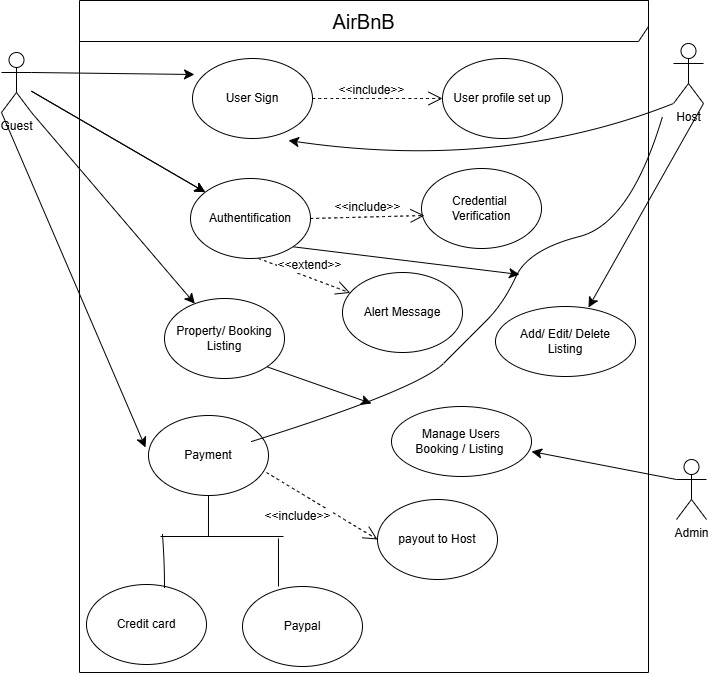 AirBnB
User Sign
<<include>>
User profile set up
Guest
Host
Authentification
<<include>>
Credential
Verification
<<extend>>
Alert Message
Property/ Booking
Listing
Add/ Edit/ Delete
Listing
Manage Users
Booking / Listing
Payment
<<include>>
payout to Host
Admin
Credit card
Paypal